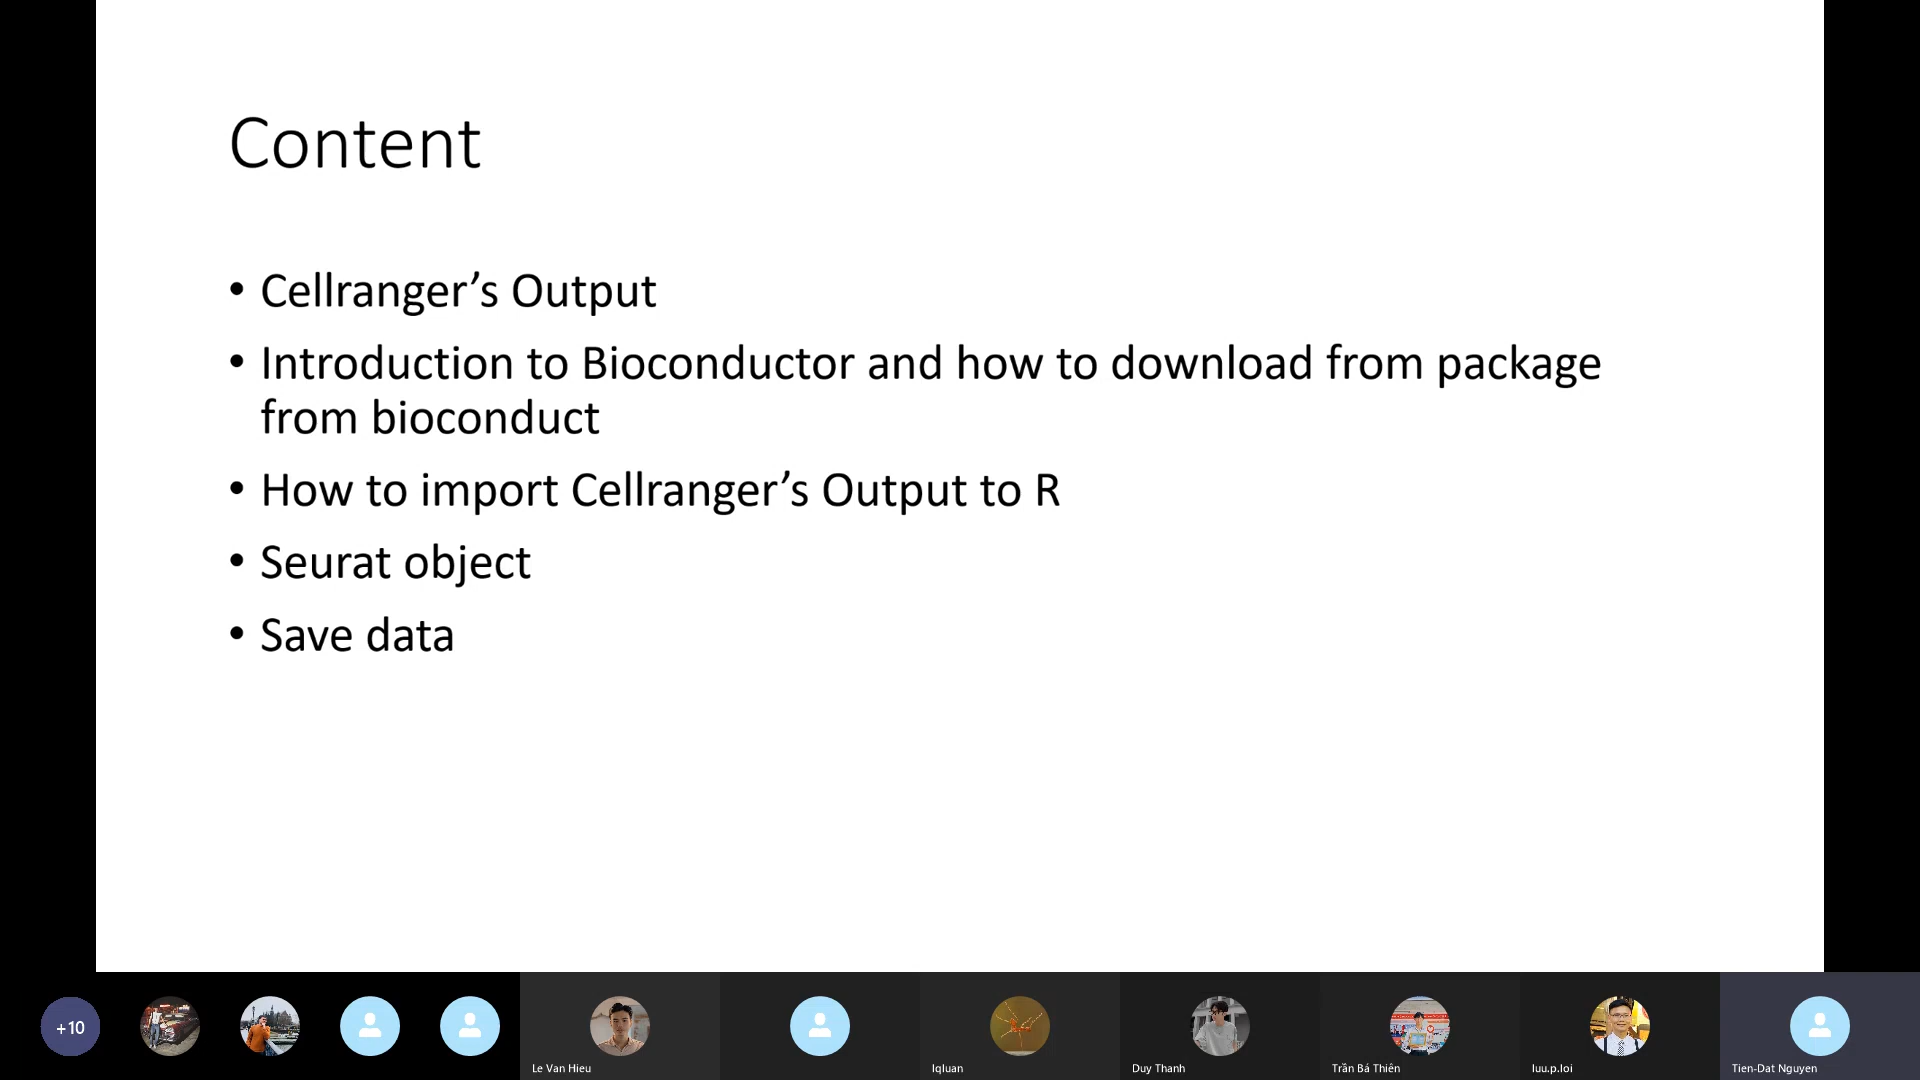 Content
• Cellranger’s Output
• Introduction to Bioconductor and how to download from package
from bioconduct
• How to import Cellranger’s Output to R
• Seurat object
• Save data
+10
Le Van Hieu
lqluan
Duy Thanh
Trần Bá Thiên
luu.p.loi
Tien-Dat Nguyen